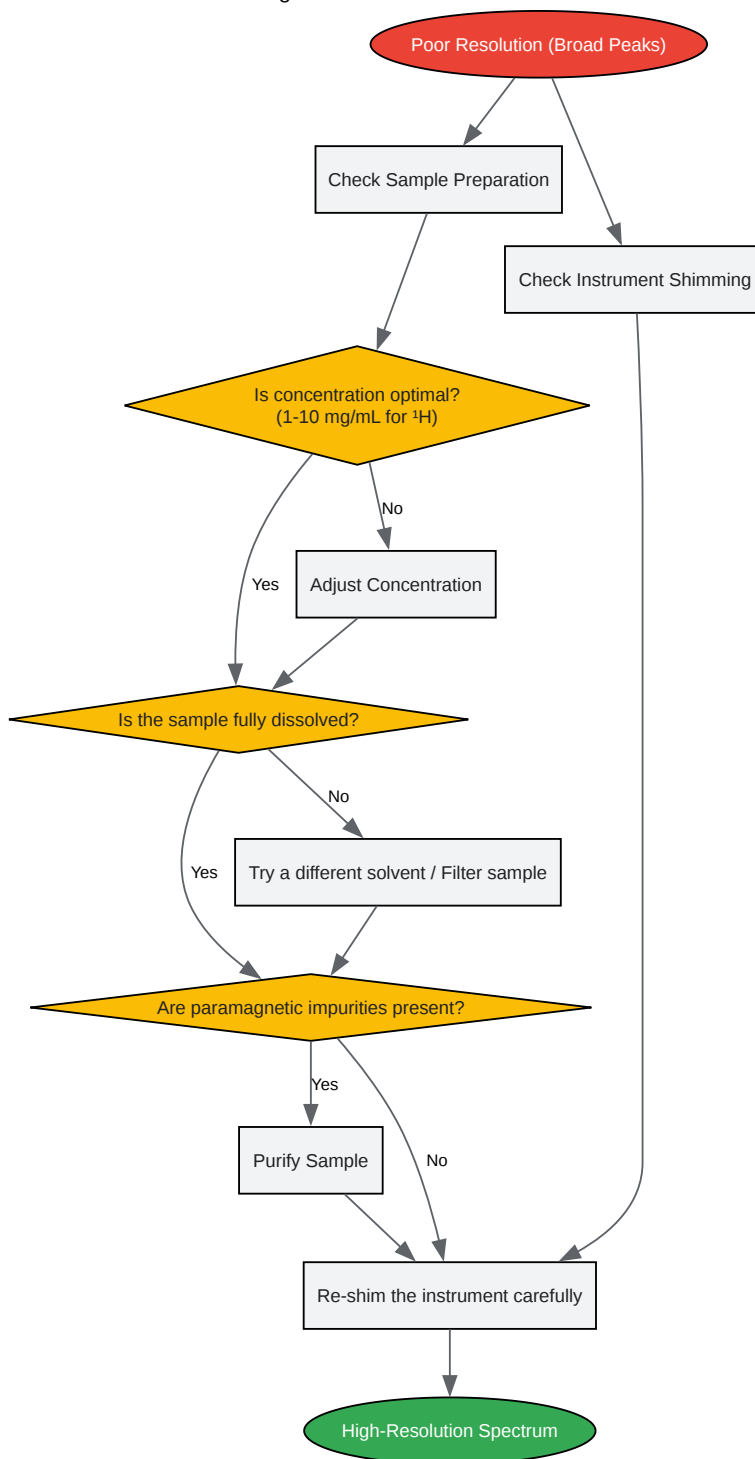 Poor Resolution (Broad Peaks)
Check Sample Preparation
Check Instrument Shimming
Is concentration optimal?
(1-10 mg/mL for ¹H)
No
Yes
Adjust Concentration
Is the sample fully dissolved?
No
Yes
Try a different solvent / Filter sample
Are paramagnetic impurities present?
Yes
No
Purify Sample
Re-shim the instrument carefully
High-Resolution Spectrum